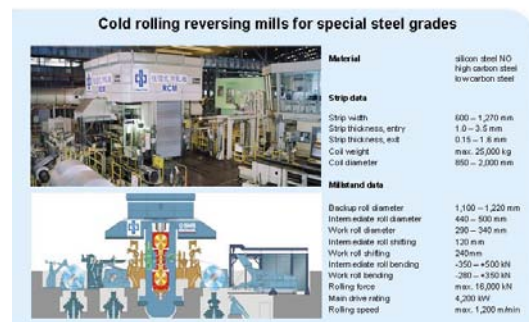 Cold rolling reversing mills for special steel grades
RCM
Material silicon steel NO
high carbon steel
low carbon steel
Strip data
Strip width 600 – 1,270 mm
Strip thickness, entry 1.0 – 3.5 mm
Strip thickness, exit 0.15 – 1.6 mm
Coil weight max. 25,000 kg
Coil diameter 850 – 2,000 mm
Millstand data
Backup roll diameter 1,100 – 1,220 mm
Intermediate roll diameter 440 – 500 mm
Work roll diameter 290 – 340 mm
Intermediate roll shifting 120 mm
Work roll shifting 240mm
Intermediate roll bending -350 – +500 kN
Work roll bending -280 – +350 kN
Rolling force max. 16,000 kN
Main drive rating 4,200 kW
Rolling speed max. 1,200 m/min